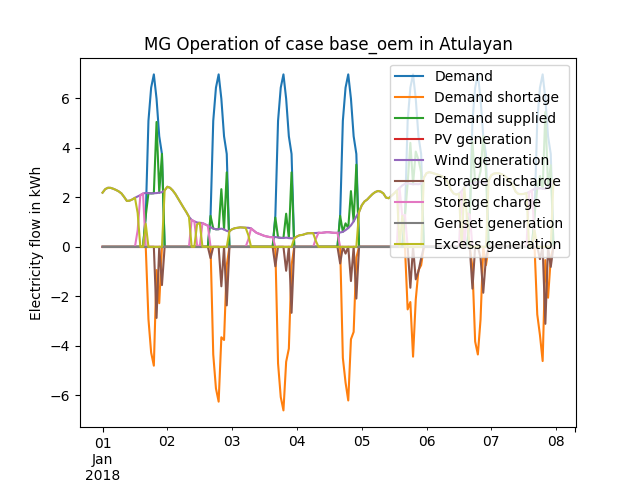 MG Operation of case base_oem in Atulayan
Electricity flow in kWh
6
4
2
0
−2
−4
−6
Demand
Demand shortage
Demand supplied
PV generation
Wind generation
Storage discharge
Storage charge
Genset generation
Excess generation
01 02 03 04 05 06 07 08
Jan
2018